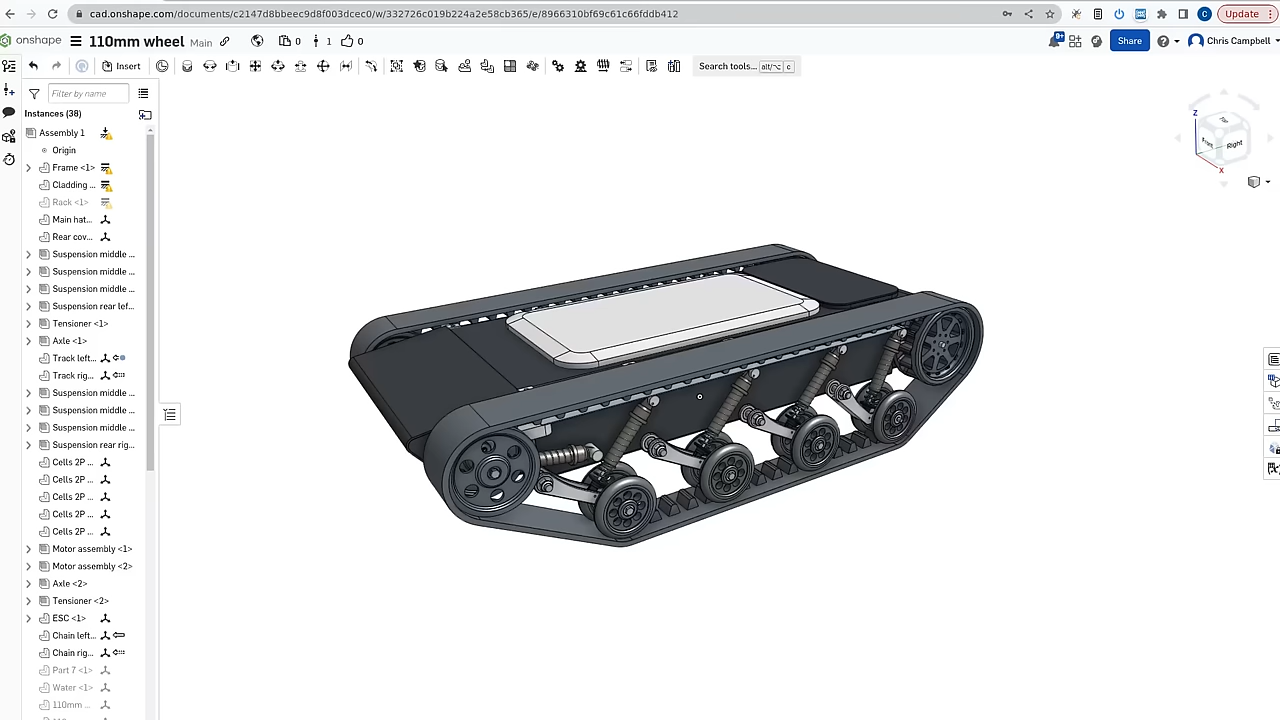 cad.onshape.com/documents/c2147d8bbeec9d8f003dcec0/w/332726c019b224a2e58cb365/e/8966310bf69c61c66fddb412
C
Update
onshape
110mm wheel Main
0
1
0
9+
Share
Chris Campbell
Insert
Search tools... alt/⌥ c
Filter by name
Instances (38)
Assembly 1
Origin
Frame <1>
Cladding ...
Rack <1>
Main hat...
Rear cov...
Suspension middle ...
Suspension middle ...
Suspension middle ...
Suspension rear lef...
Tensioner <1>
Axle <1>
Track left...
Track rig...
Suspension middle ...
Suspension middle ...
Suspension middle ...
Suspension rear rig...
Cells 2P ...
Cells 2P ...
Cells 2P ...
Cells 2P ...
Cells 2P ...
Motor assembly <1>
Motor assembly <2>
Axle <2>
Tensioner <2>
ESC <1>
Chain left...
Chain rig...
Part 7 <1>
Water <1>
110mm ...
Z
Top
Front
Right
X